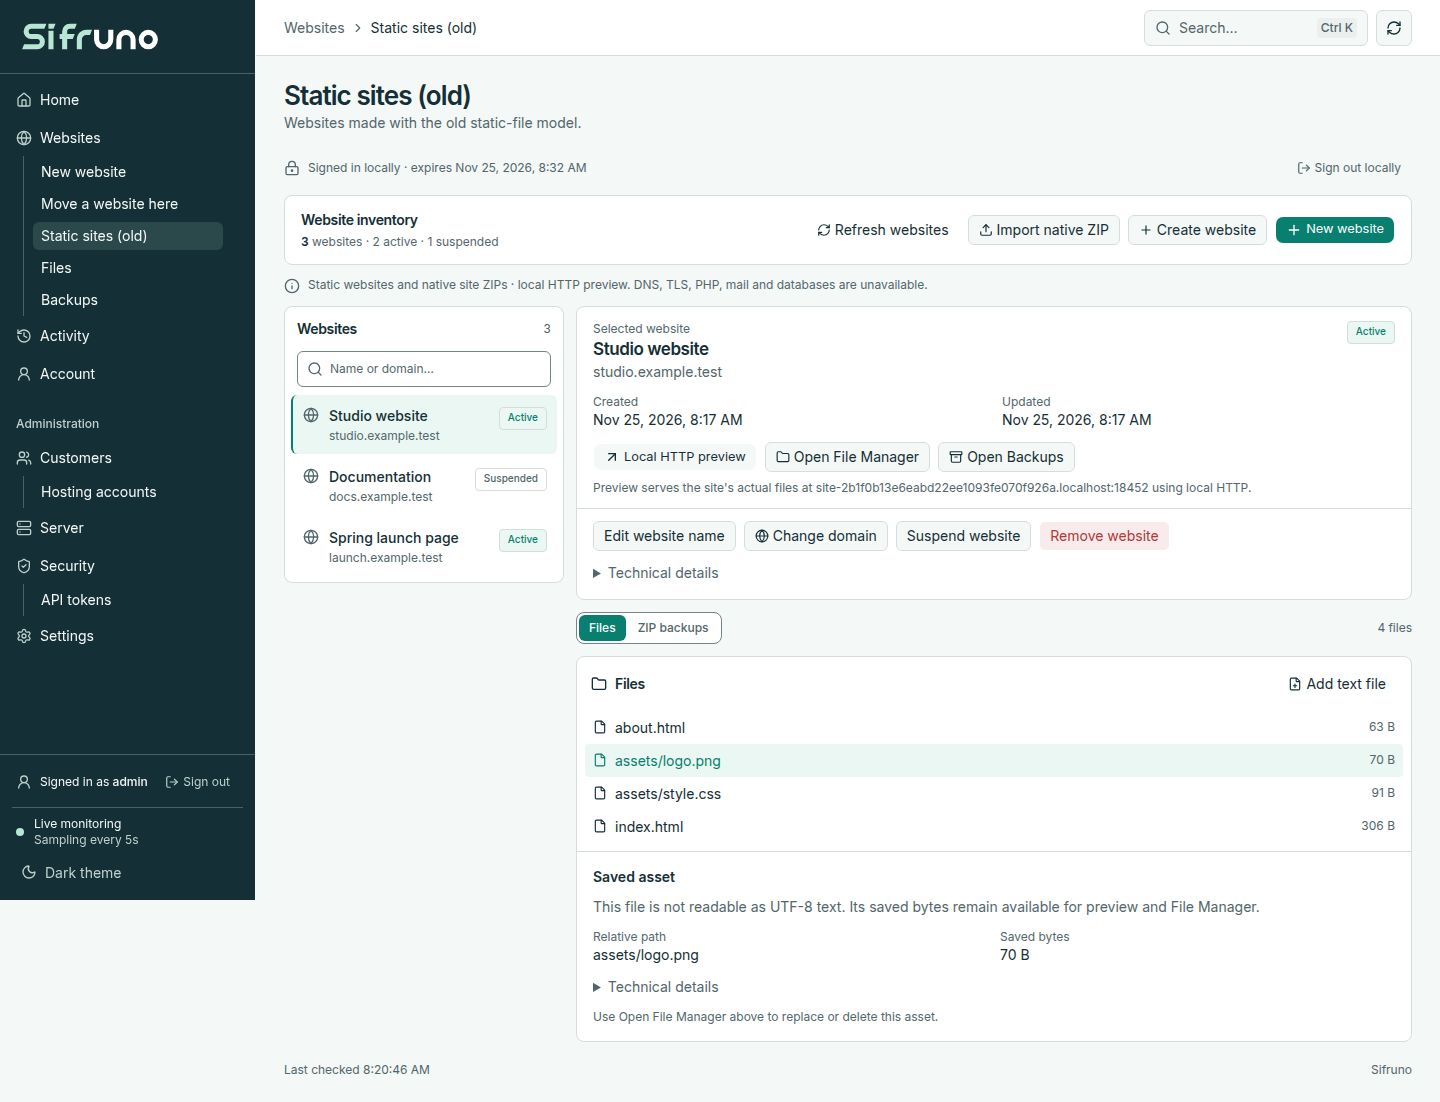 Sifruno
Home
Websites
New website
Move a website here
Static sites (old)
Files
Backups
Activity
Account
Administration
Customers
Hosting accounts
Server
Security
API tokens
Settings
Signed in as admin
Sign out
Live monitoring
Sampling every 5s
Dark theme
Websites > Static sites (old)
Search...
Ctrl K
Static sites (old)
Websites made with the old static-file model.
Signed in locally · expires Nov 25, 2026, 8:32 AM
Sign out locally
Website inventory
3 websites · 2 active · 1 suspended
Refresh websites
Import native ZIP
Create website
New website
Static websites and native site ZIPs · local HTTP preview. DNS, TLS, PHP, mail and databases are unavailable.
Websites
3
Name or domain...
Studio website
Active
studio.example.test
Documentation
Suspended
docs.example.test
Spring launch page
Active
launch.example.test
Selected website
Active
Studio website
studio.example.test
Created
Nov 25, 2026, 8:17 AM
Updated
Nov 25, 2026, 8:17 AM
Local HTTP preview
Open File Manager
Open Backups
Preview serves the site's actual files at site-2b1f0b13e6eabd22ee1093fe070f926a.localhost:18452 using local HTTP.
Edit website name
Change domain
Suspend website
Remove website
Technical details
Files
ZIP backups
4 files
Files
Add text file
about.html
63 B
assets/logo.png
70 B
assets/style.css
91 B
index.html
306 B
Saved asset
This file is not readable as UTF-8 text. Its saved bytes remain available for preview and File Manager.
Relative path
assets/logo.png
Saved bytes
70 B
Technical details
Use Open File Manager above to replace or delete this asset.
Last checked 8:20:46 AM
Sifruno